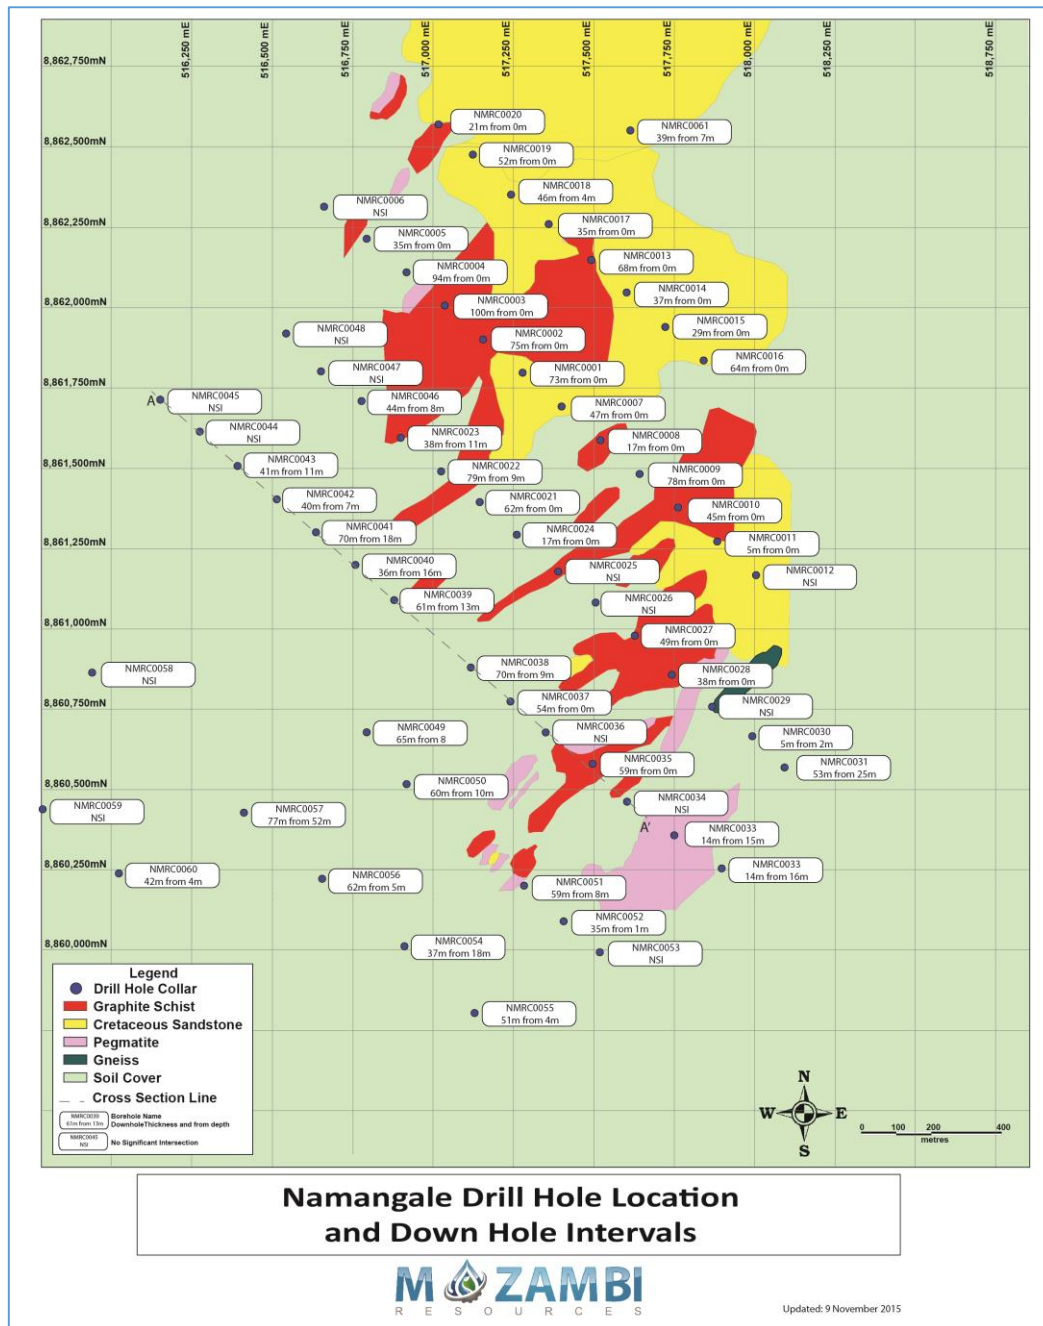 516,250 mE
516,500 mE
516,750 mE
517,000 mE
517,250 mE
517,500 mE
517,750 mE
518,000 mE
518,250 mE
518,750 mE
8,862,750mN
NMRC0020
21m from 0m
NMRC0061
39m from 7m
8,862,500mN
NMRC0019
52m from 0m
NMRC0018
46m from 4m
NMRC0006
NSI
8,862,250mN
NMRC0017
35m from 0m
NMRC0005
35m from 0m
NMRC0013
68m from 0m
NMRC0004
94m from 0m
NMRC0014
37m from 0m
8,862,000mN
NMRC0003
100m from 0m
NMRC0015
29m from 0m
NMRC0048
NSI
NMRC0002
75m from 0m
NMRC0016
64m from 0m
NMRC0047
NSI
NMRC0001
73m from 0m
8,861,750mN
A
NMRC0045
NSI
NMRC0046
44m from 8m
NMRC0007
47m from 0m
NMRC0044
NSI
NMRC0023
38m from 11m
NMRC0008
17m from 0m
8,861,500mN
NMRC0043
41m from 11m
NMRC0022
79m from 9m
NMRC0009
78m from 0m
NMRC0042
40m from 7m
NMRC0021
62m from 0m
NMRC0010
45m from 0m
NMRC0041
70m from 18m
NMRC0024
17m from 0m
NMRC0011
5m from 0m
8,861,250mN
NMRC0040
36m from 16m
NMRC0025
NSI
NMRC0012
NSI
NMRC0039
61m from 13m
NMRC0026
NSI
8,861,000mN
NMRC0027
49m from 0m
NMRC0058
NSI
NMRC0038
70m from 9m
NMRC0028
38m from 0m
8,860,750mN
NMRC0037
54m from 0m
NMRC0029
NSI
NMRC0049
65m from 8
NMRC0036
NSI
NMRC0030
5m from 2m
NMRC0035
59m from 0m
NMRC0031
53m from 25m
8,860,500mN
NMRC0050
60m from 10m
NMRC0034
NSI
A'
NMRC0059
NSI
NMRC0057
77m from 52m
NMRC0033
14m from 15m
8,860,250mN
NMRC0060
42m from 4m
NMRC0056
62m from 5m
NMRC0033
14m from 16m
NMRC0051
59m from 8m
NMRC0052
35m from 1m
8,860,000mN
NMRC0054
37m from 18m
NMRC0053
NSI
NMRC0055
51m from 4m
Legend
Drill Hole Collar
Graphite Schist
Cretaceous Sandstone
Pegmatite
Gneiss
Soil Cover
Cross Section Line
NMRC0039
61m from 13m
Borehole Name
DownholeThickness and from depth
NMRC0045
NSI
No Significant Intersection
N
W
E
S
0 100 200 400
metres
Namangale Drill Hole Location
and Down Hole Intervals
MOZAMBI
RESOURCES
Updated: 9 November 2015